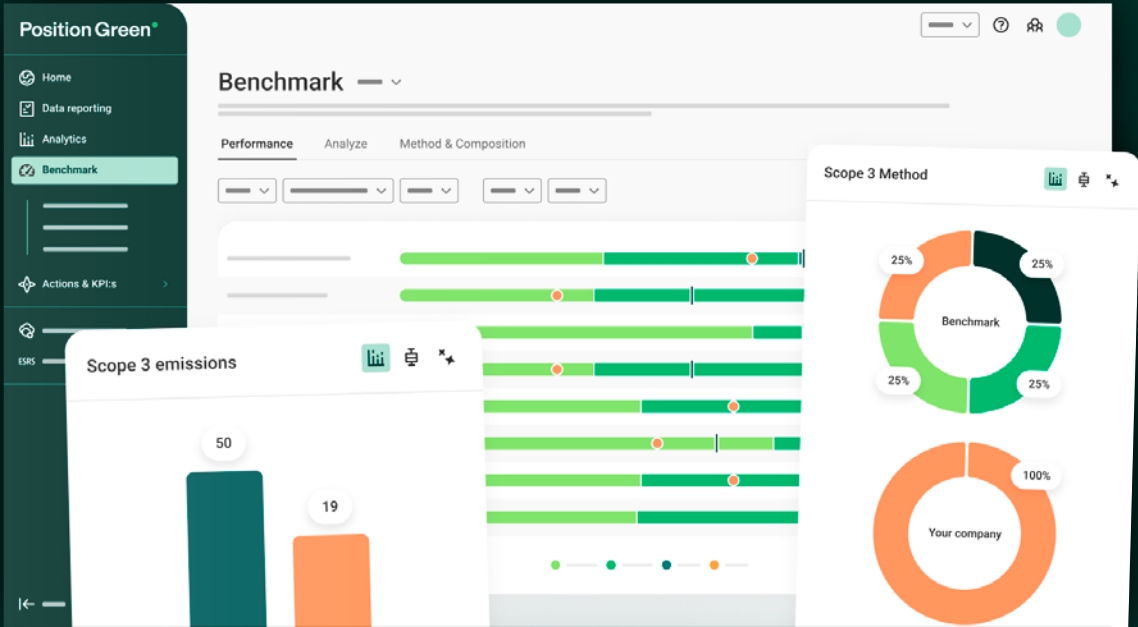 Position Green
Home
Data reporting
Analytics
Benchmark
Actions & KPI:s
ESRS
Benchmark
Performance
Analyze
Method & Composition
Scope 3 emissions
50
19
Scope 3 Method
25%
25%
Benchmark
25%
25%
100%
Your company